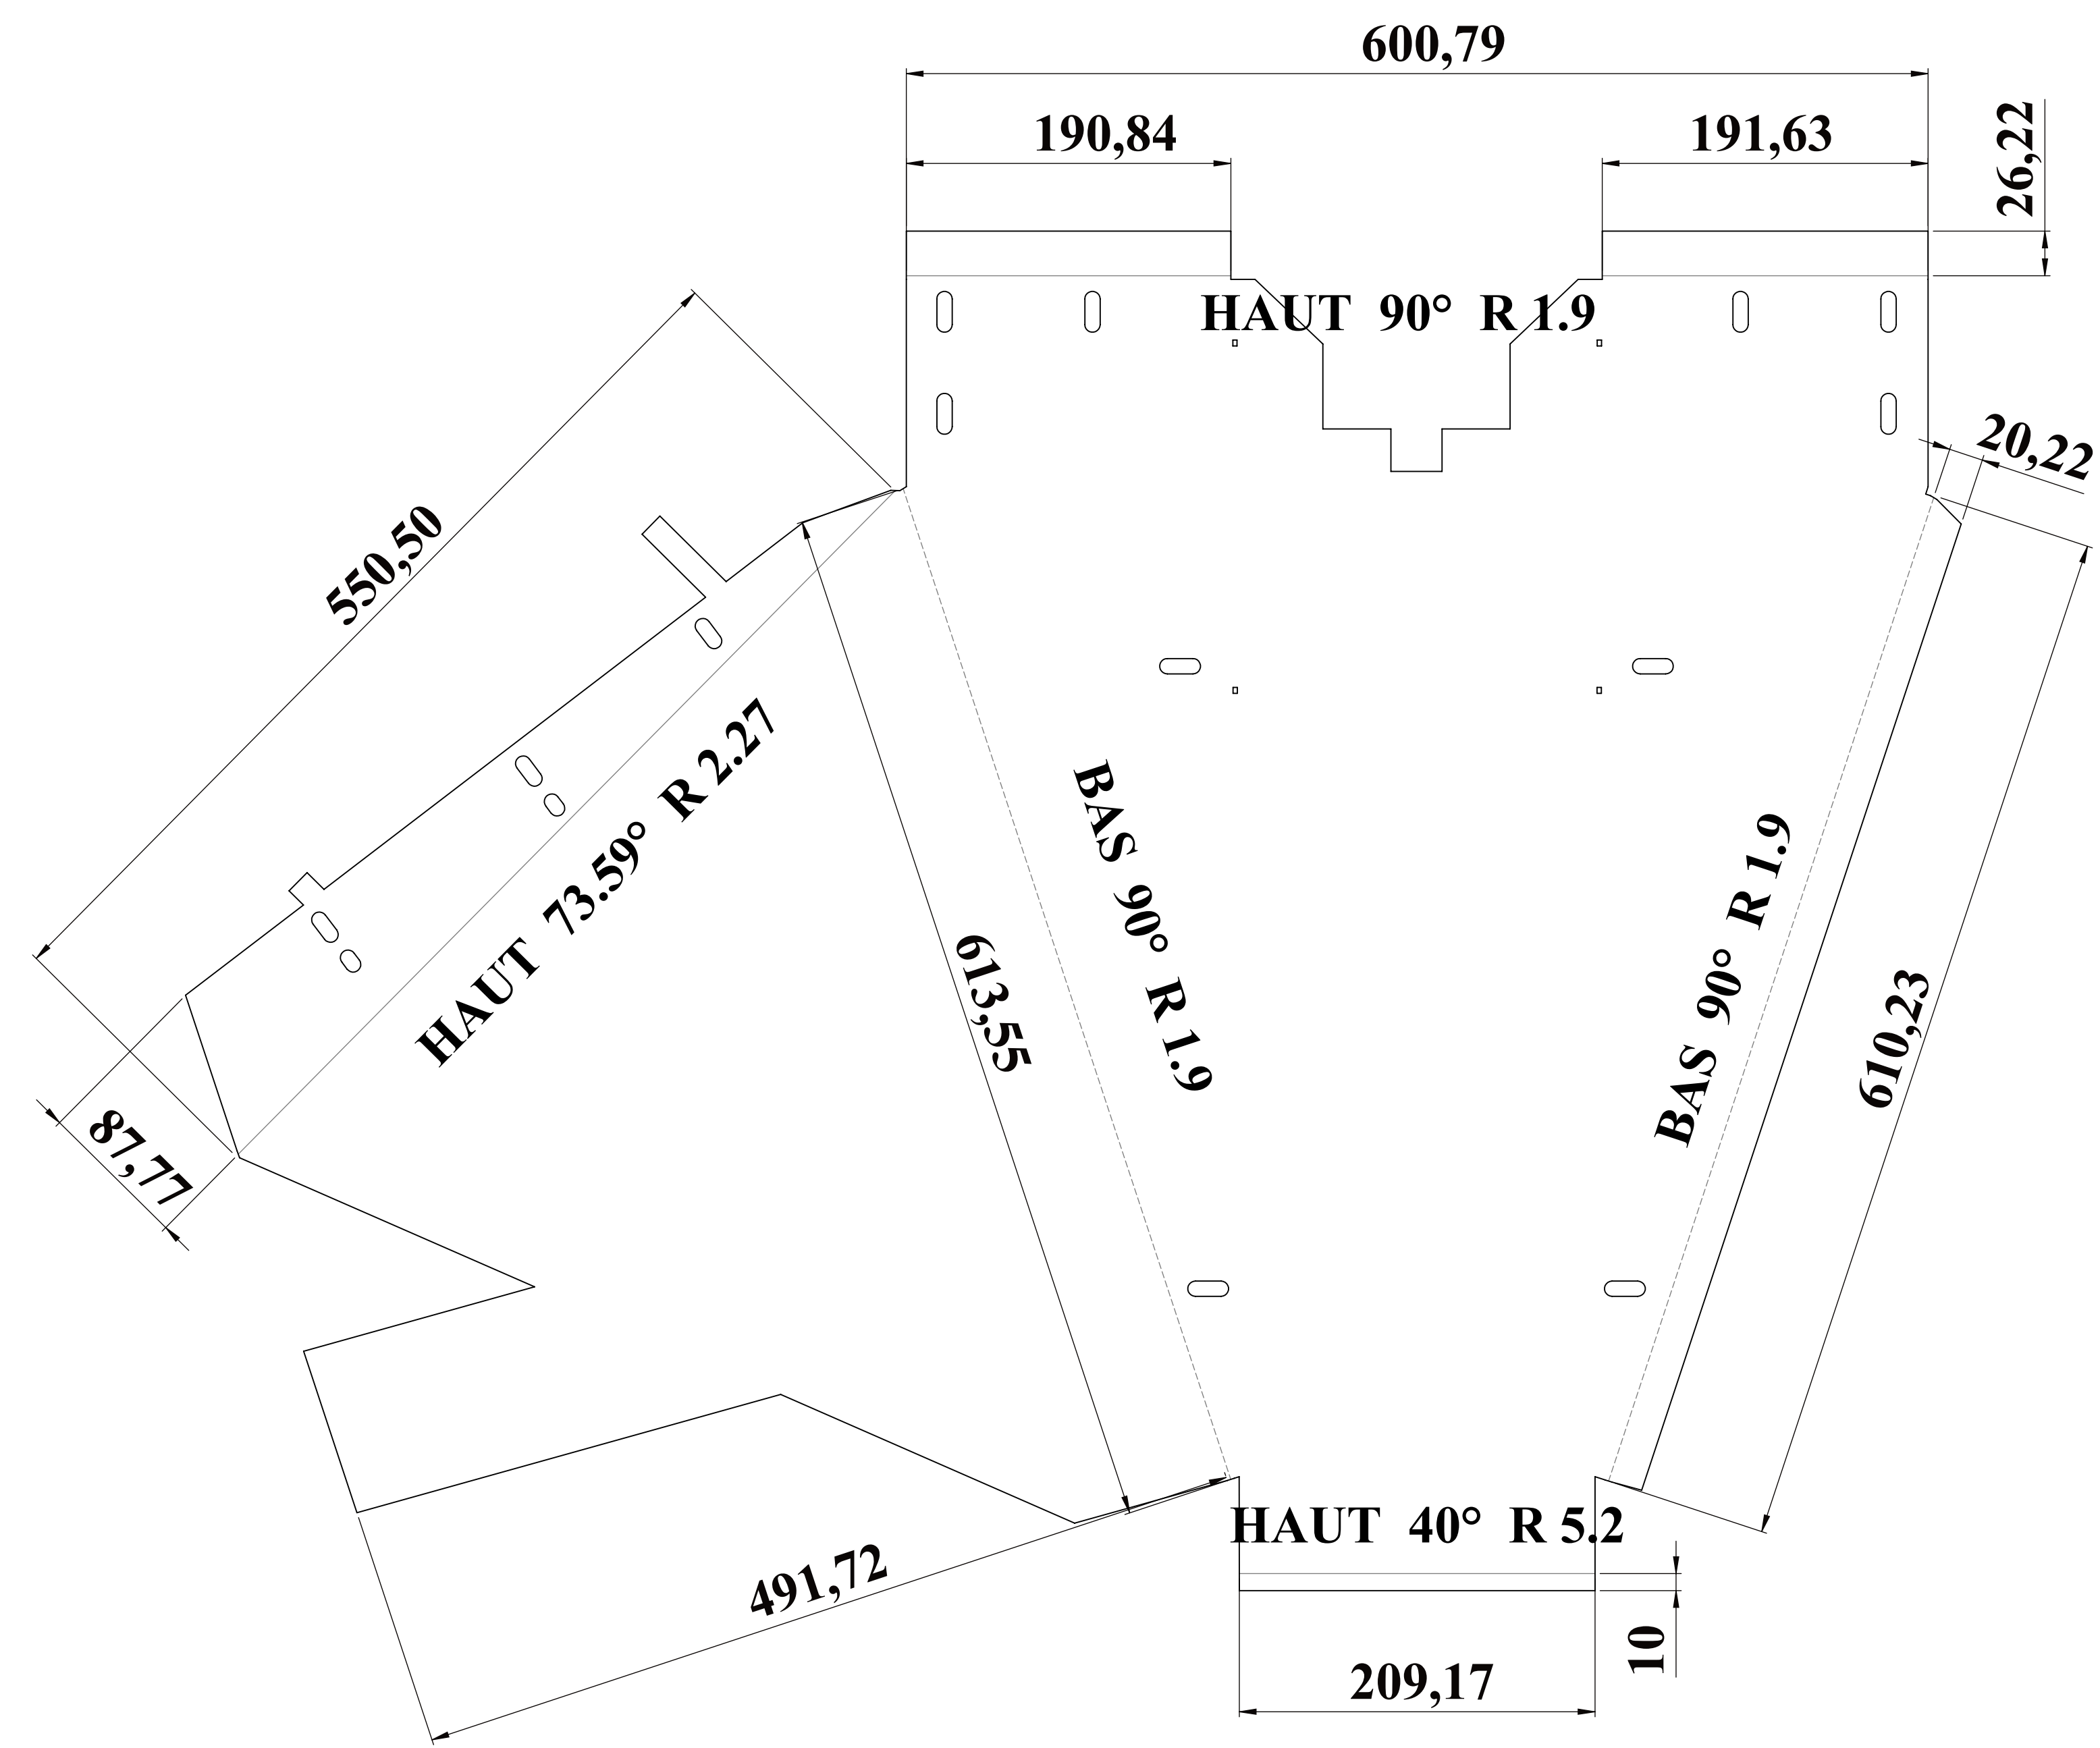 600,79
190,84
191,63
26,22
HAUT 90° R 1.9
20,22
550,50
HAUT 73.59° R 2.27
BAS 90° R 1.9
BAS 90° R 1.9
613,55
610,23
87,77
HAUT 40° R 5.2
491,72
10
209,17